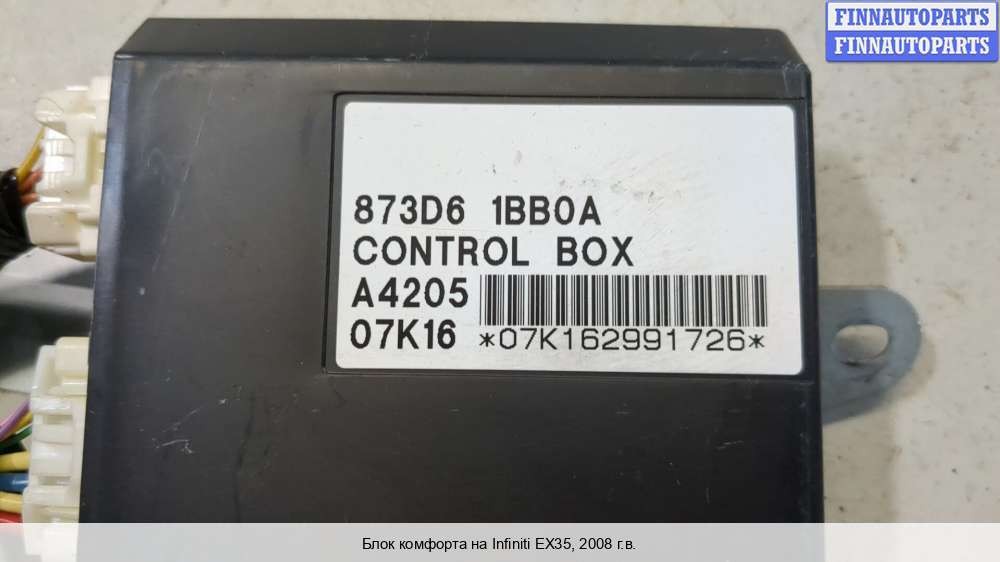 FINNAUTOPARTS
FINNAUTOPARTS
873D6 1BB0A
CONTROL BOX
A4205
07K16 *07K162991726*
Блок комфорта на Infiniti EX35, 2008 г.в.